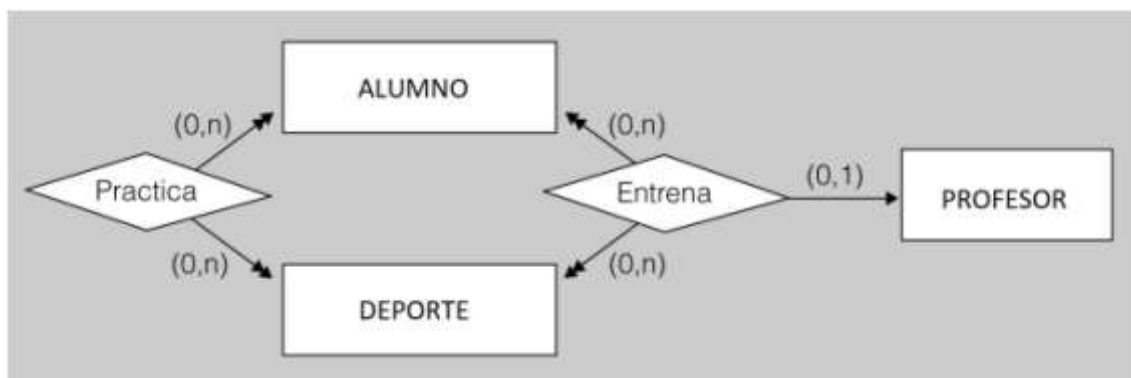 ALUMNO
(0,n)
(0,n)
Practica
Entrena
(0,1)
PROFESOR
(0,n)
(0,n)
DEPORTE